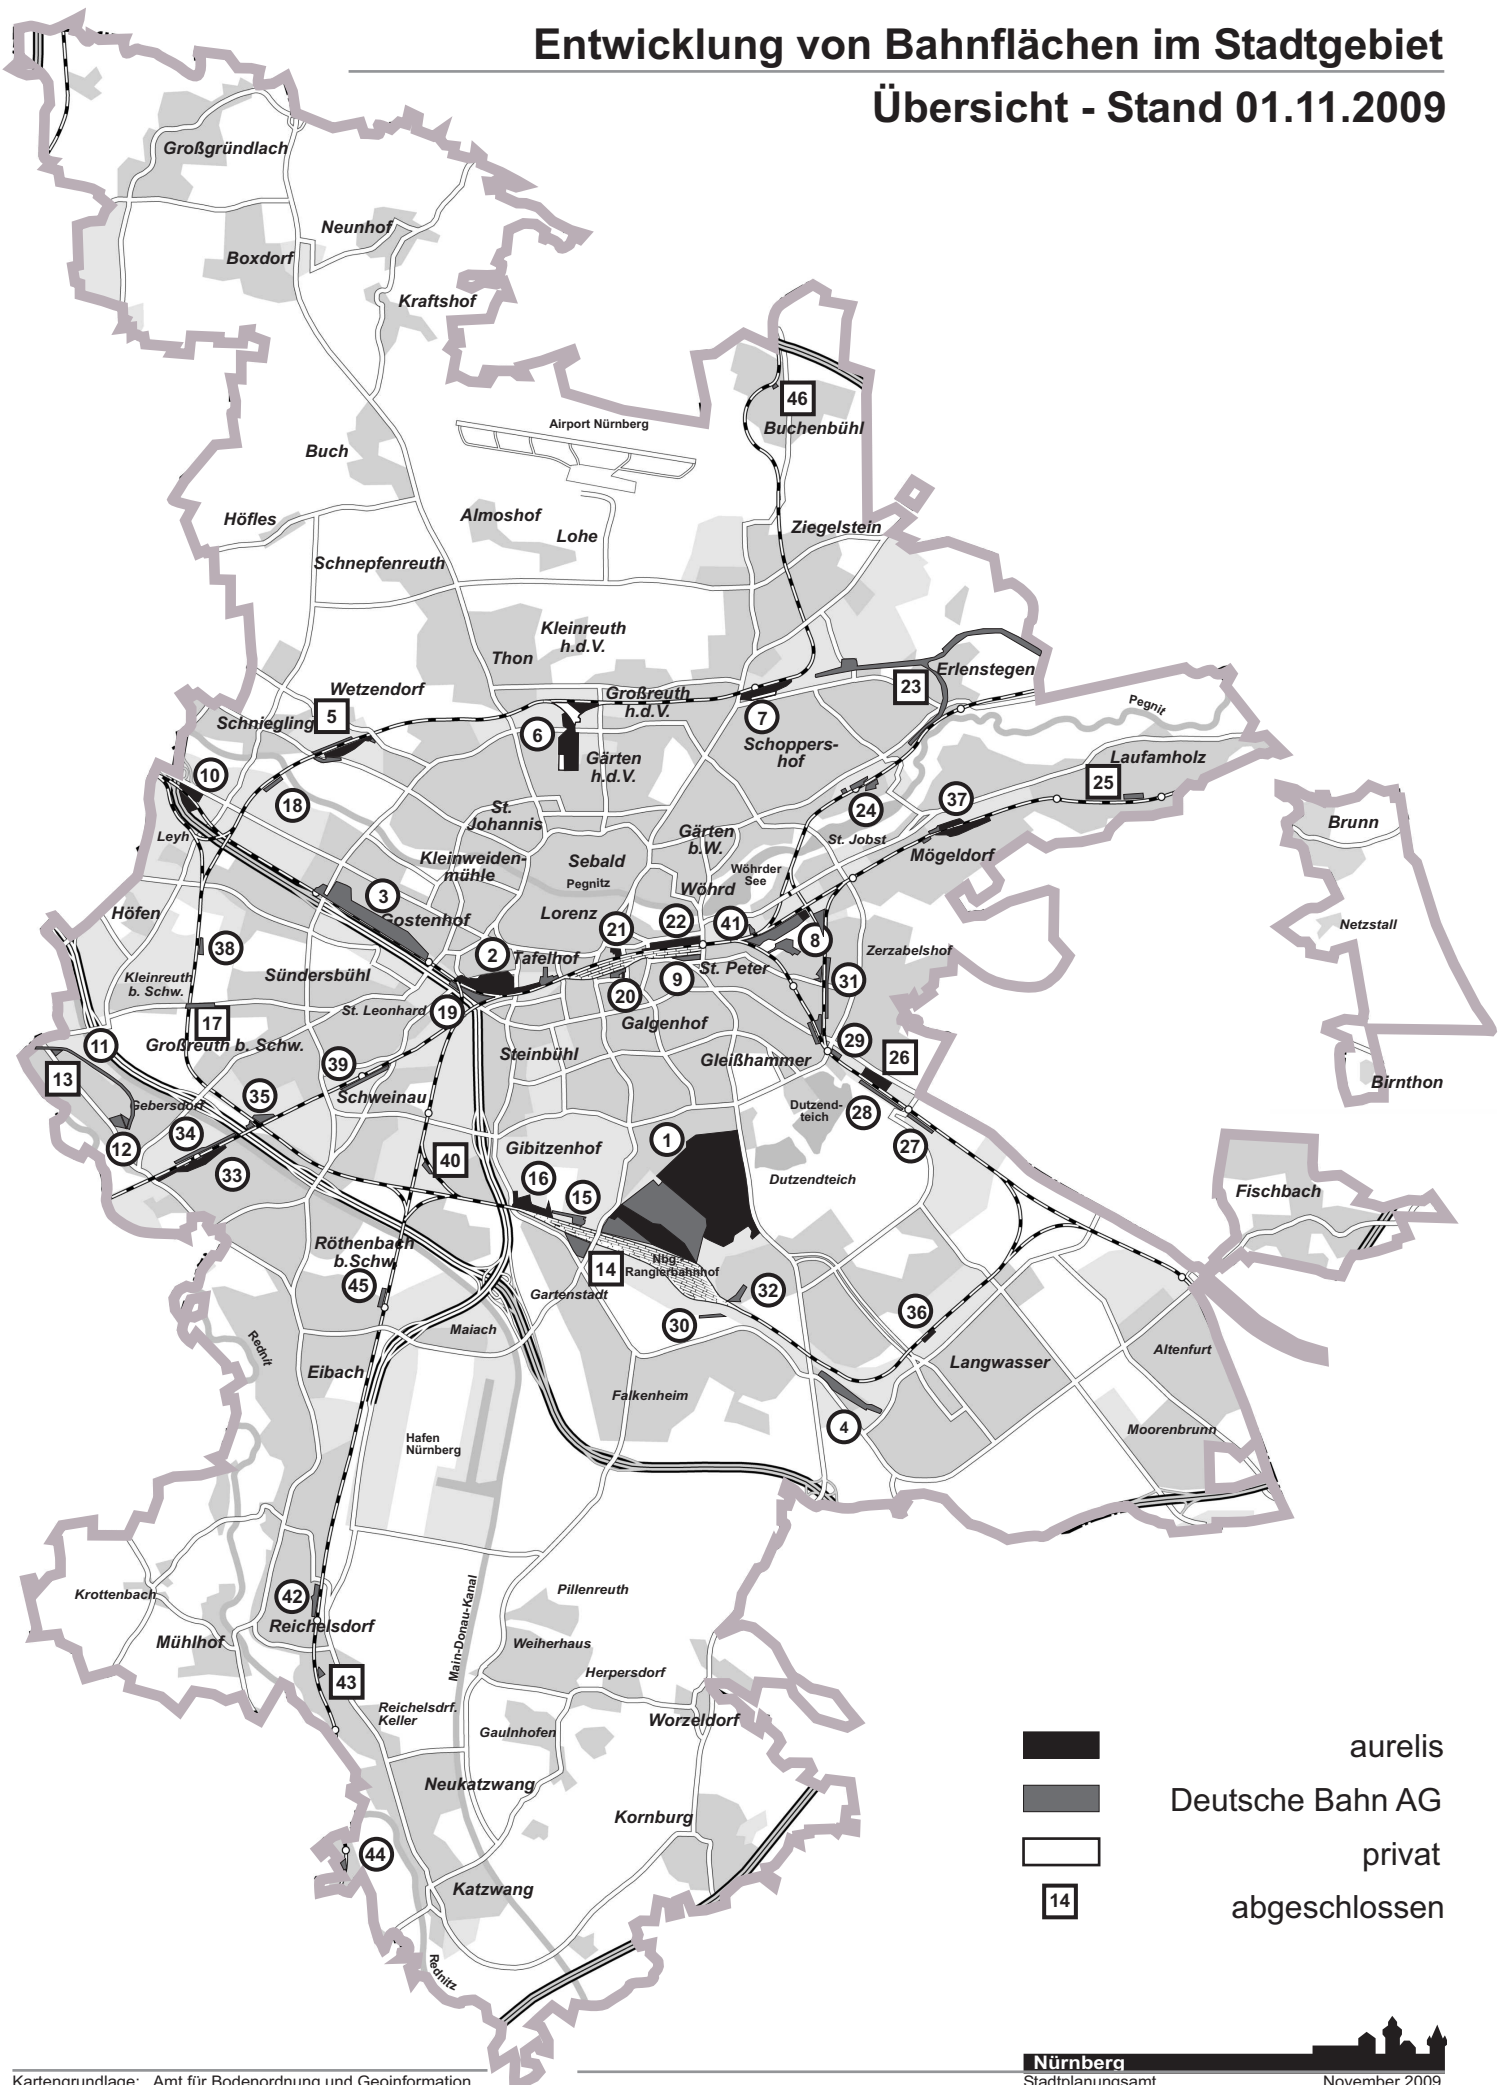 Entwicklung von Bahnflächen im Stadtgebiet
Übersicht - Stand 01.11.2009
Großgründlach
Neunhof
Boxdorf
Kraftshof
46
Buchenbühl
Airport Nürnberg
Buch
Höfles
Almoshof
Lohe
Ziegelstein
Schnepfenreuth
Kleinreuth
h.d.V.
Thon
Erlenstegen
23
Wetzendorf
Großreuth
h.d.V.
5
Schniegling
6
7
Pegnit
Schoppers-
hof
Gärten
h.d.V.
Laufamholz
25
10
18
24
37
St.
Johannis
Leyh
Gärten
b.W.
St. Jobst
Mögeldorf
Brunn
Kleinweiden-
mühle
Sebald
Pegnitz
Wöhrder
See
Wöhrd
3
Höfen
Gostenhof
Lorenz
21
22
41
8
Netzstall
38
2
Tafelhof
Zerzabelshof
Kleinreuth
b. Schw.
Sündersbühl
St. Peter
9
31
St. Leonhard
19
20
17
Galgenhof
11
Großreuth b. Schw.
29
26
Steinbühl
39
Gleißhammer
13
Schweinau
Birnthon
35
Gebersdorf
Dutzend-
teich
28
34
12
27
1
Gibitzenhof
40
33
16
15
Dutzendteich
Fischbach
Röthenbach
b.Schw.
14
Nbg.-
Rangierbahnhof
45
Gartenstadt
32
30
36
Maiach
Rednit
Altenfurt
Eibach
Langwasser
Falkenheim
4
Moorenbrunn
Hafen
Nürnberg
Krottenbach
42
Pillenreuth
Reichelsdorf
Mühlhof
Main-Donau-Kanal
Weiherhaus
Herpersdorf
43
Reichelsdrf.
Keller
Gaulnhofen
Worzeldorf
aurelis
Neukatzwang
Deutsche Bahn AG
Kornburg
44
privat
Katzwang
14
abgeschlossen
Rednitz
Nürnberg
Kartengrundlage: Amt für Bodenordnung und Geoinformation
Stadtplanungsamt
November 2009